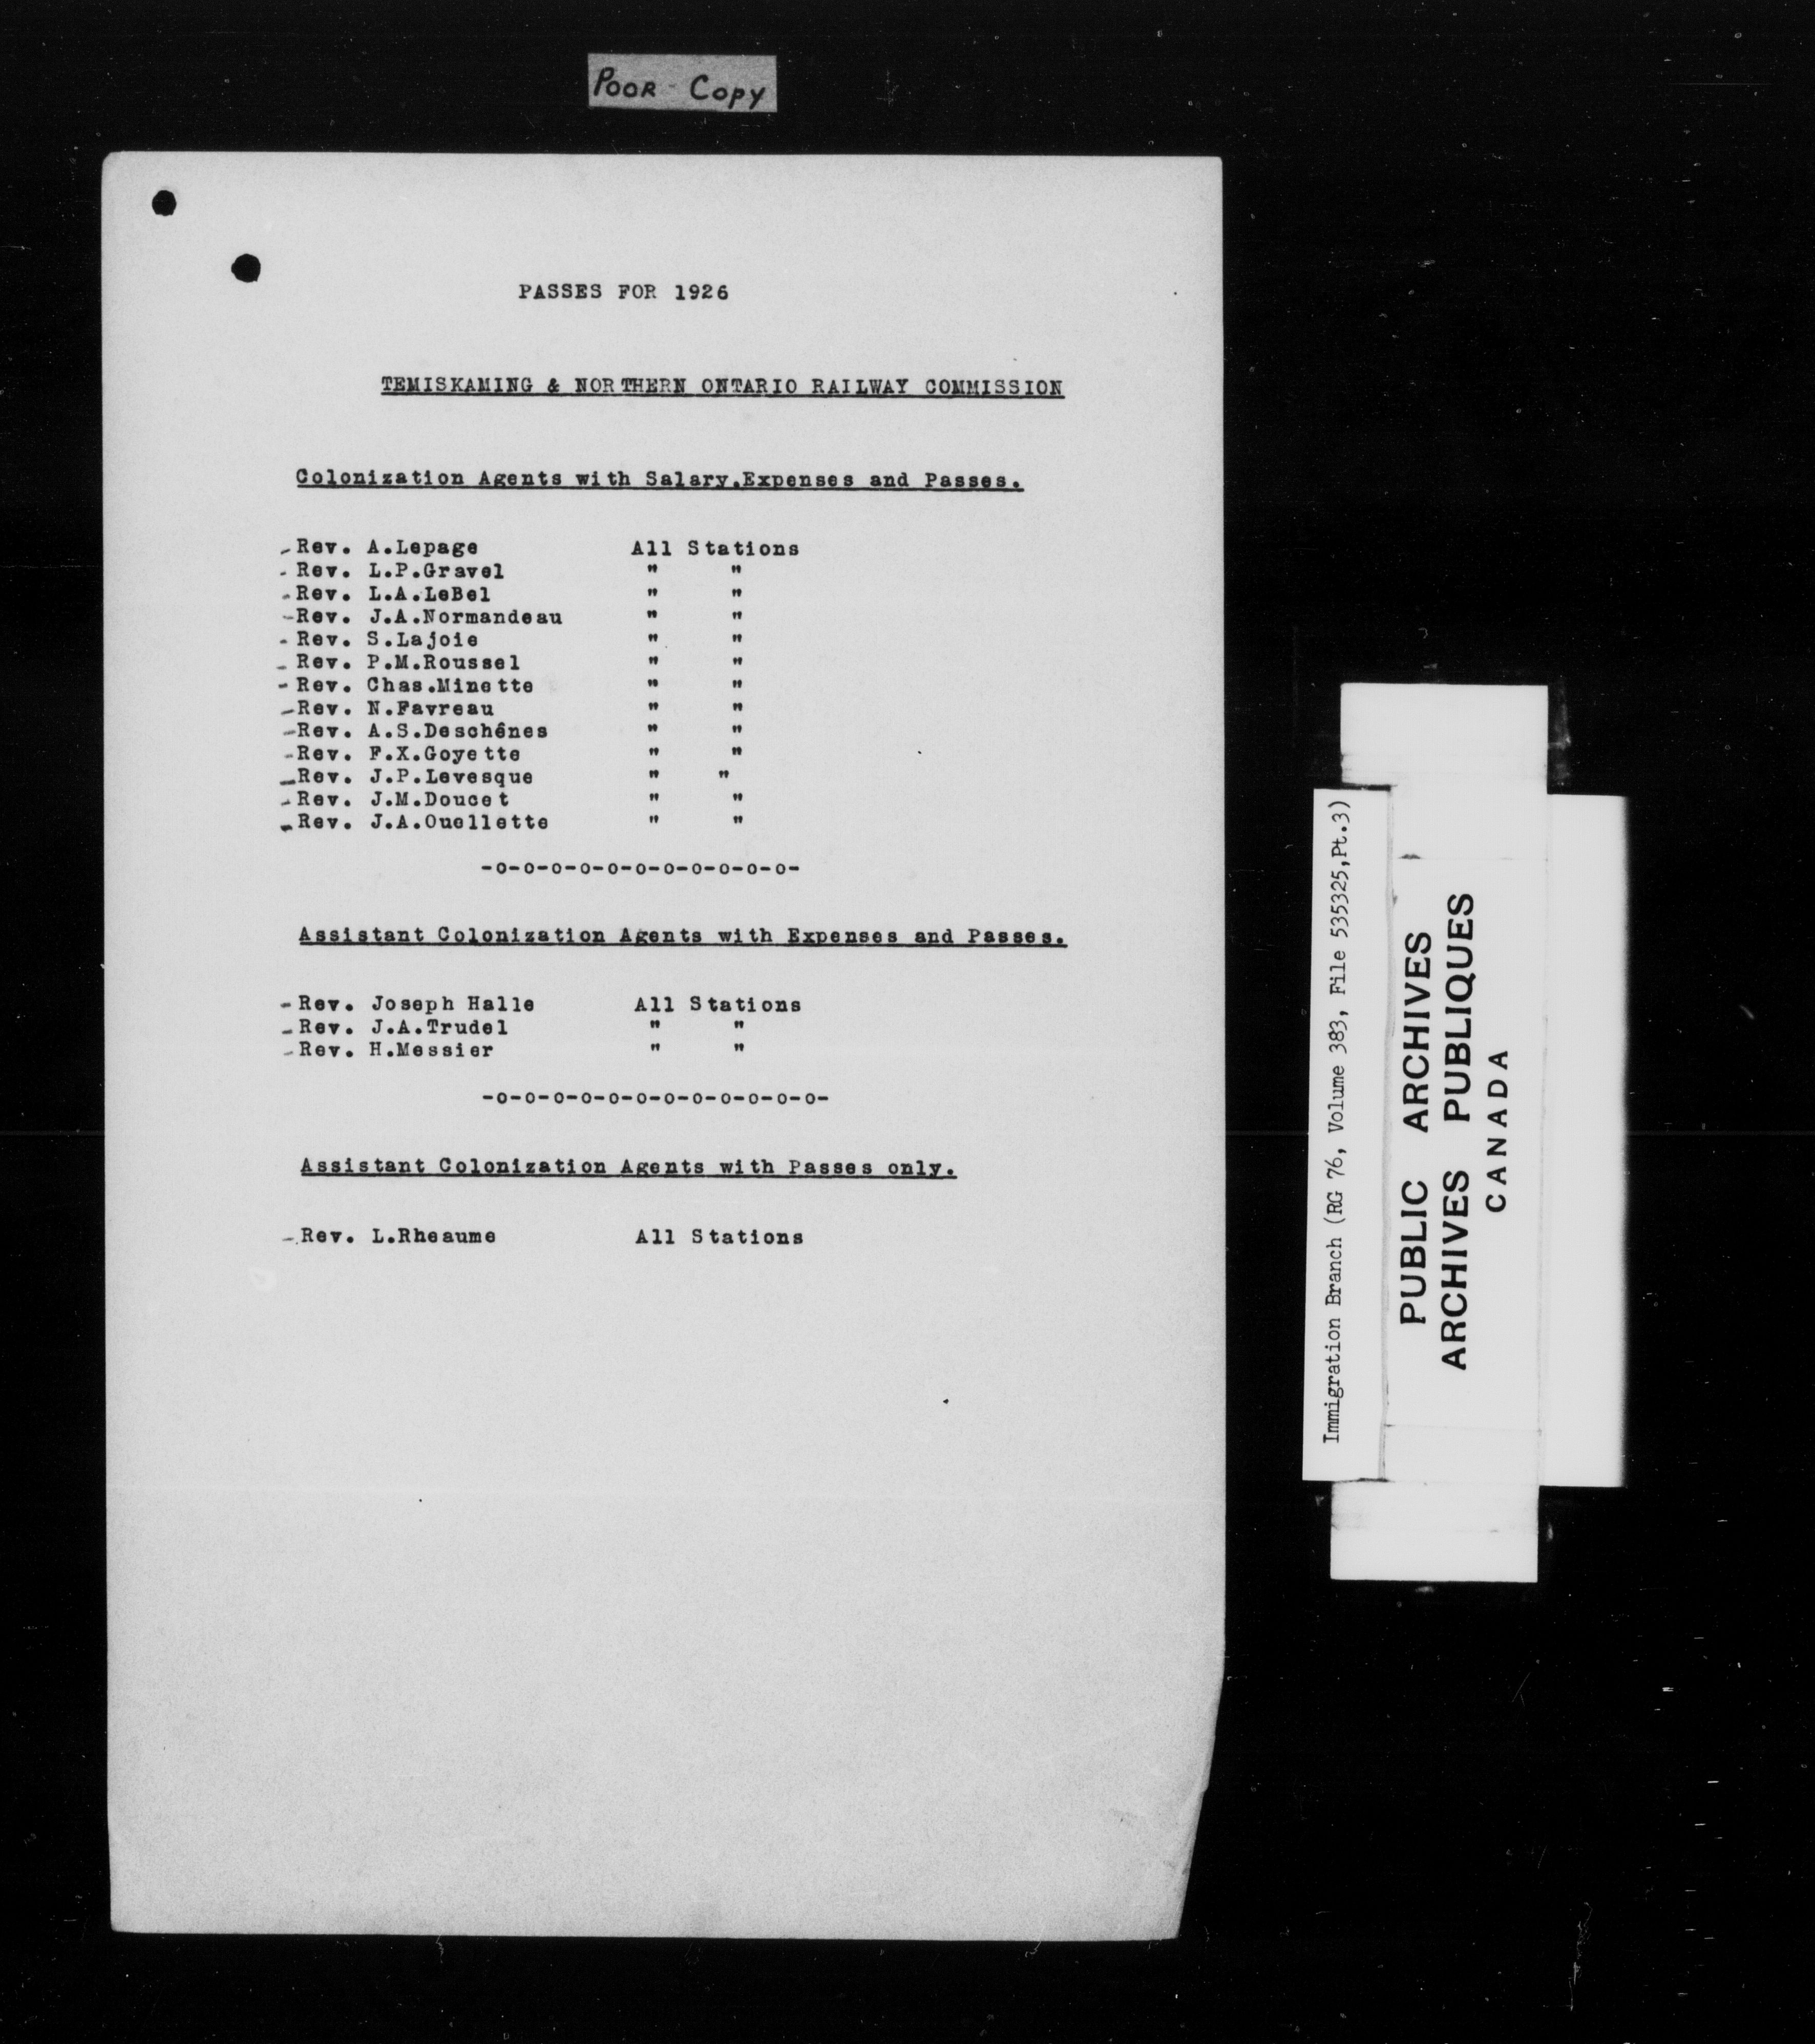 POOR COPY
PASSES FOR 1926
TEMISKAMING & NORTHERN ONTARIO RAILWAY COMMISSION
Colonization Agents with Salary.Expenses and Passes.
-Rev. A.Lepage All Stations
-Rev. L.P.Gravel " "
-Rev. L.A.LeBel " "
-Rev. J.A.Normandeau " "
-Rev. S.Lajoie " "
-Rev. P.M.Roussel " "
-Rev. Chas.Minette " "
-Rev. N.Favreau " "
-Rev. A.S.Deschênes " "
-Rev. F.X.Goyette " "
-Rev. J.P.Levesque " "
-Rev. J.M.Doucet " "
-Rev. J.A.Ouellette " "
-o-o-o-o-o-o-o-o-o-o-o-
Assistant Colonization Agents with Expenses and Passes.
-Rev. Joseph Halle All Stations
-Rev. J.A.Trudel " "
-Rev. H.Messier " "
-o-o-o-o-o-o-o-o-o-o-o-o-
Assistant Colonization Agents with Passes only.
-Rev. L.Rheaume All Stations
Immigration Branch (RG 76, Volume 383, File 535325,Pt.3)
PUBLIC ARCHIVES
ARCHIVES PUBLIQUES
CANADA